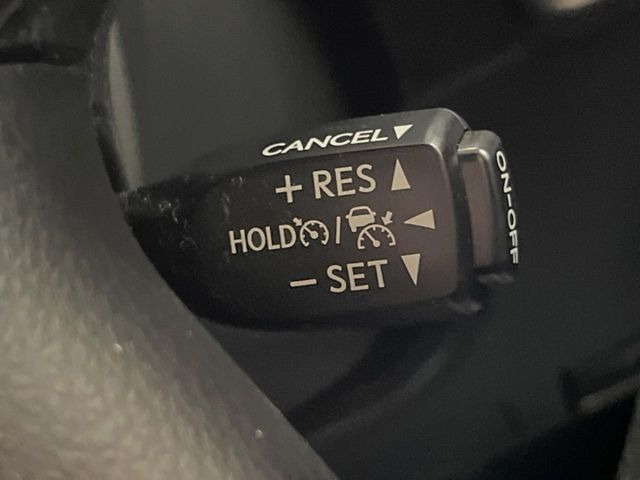 CANCEL
+ RES
HOLD /
- SET
ON-OFF